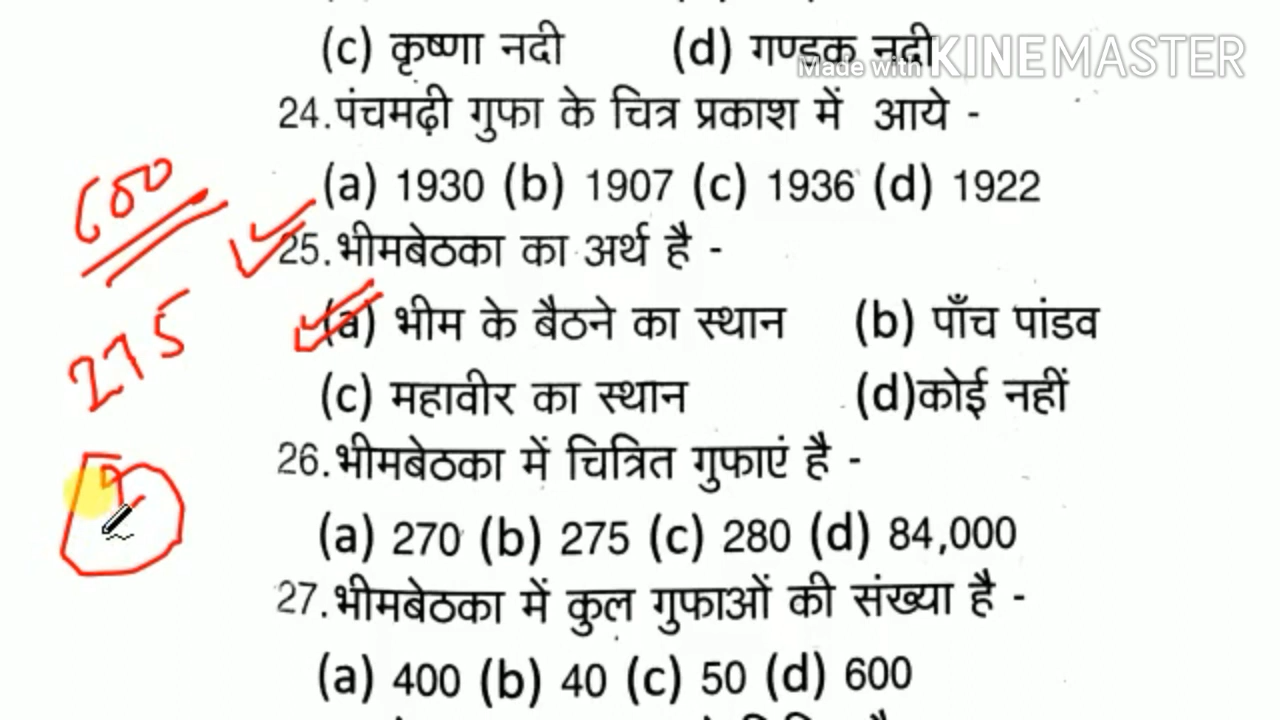 (c) कृष्णा नदी (d) गण्डक नदी
Made with KINEMASTER
24.पंचमढ़ी गुफा के चित्र प्रकाश में आये -
(a) 1930 (b) 1907 (c) 1936 (d) 1922
600
25.भीमबेठका का अर्थ है -
(a) भीम के बैठने का स्थान (b) पाँच पांडव
275
(c) महावीर का स्थान (d)कोई नहीं
26.भीमबेठका में चित्रित गुफाएं है -
(a) 270 (b) 275 (c) 280 (d) 84,000
27.भीमबेठका में कुल गुफाओं की संख्या है -
(a) 400 (b) 40 (c) 50 (d) 600